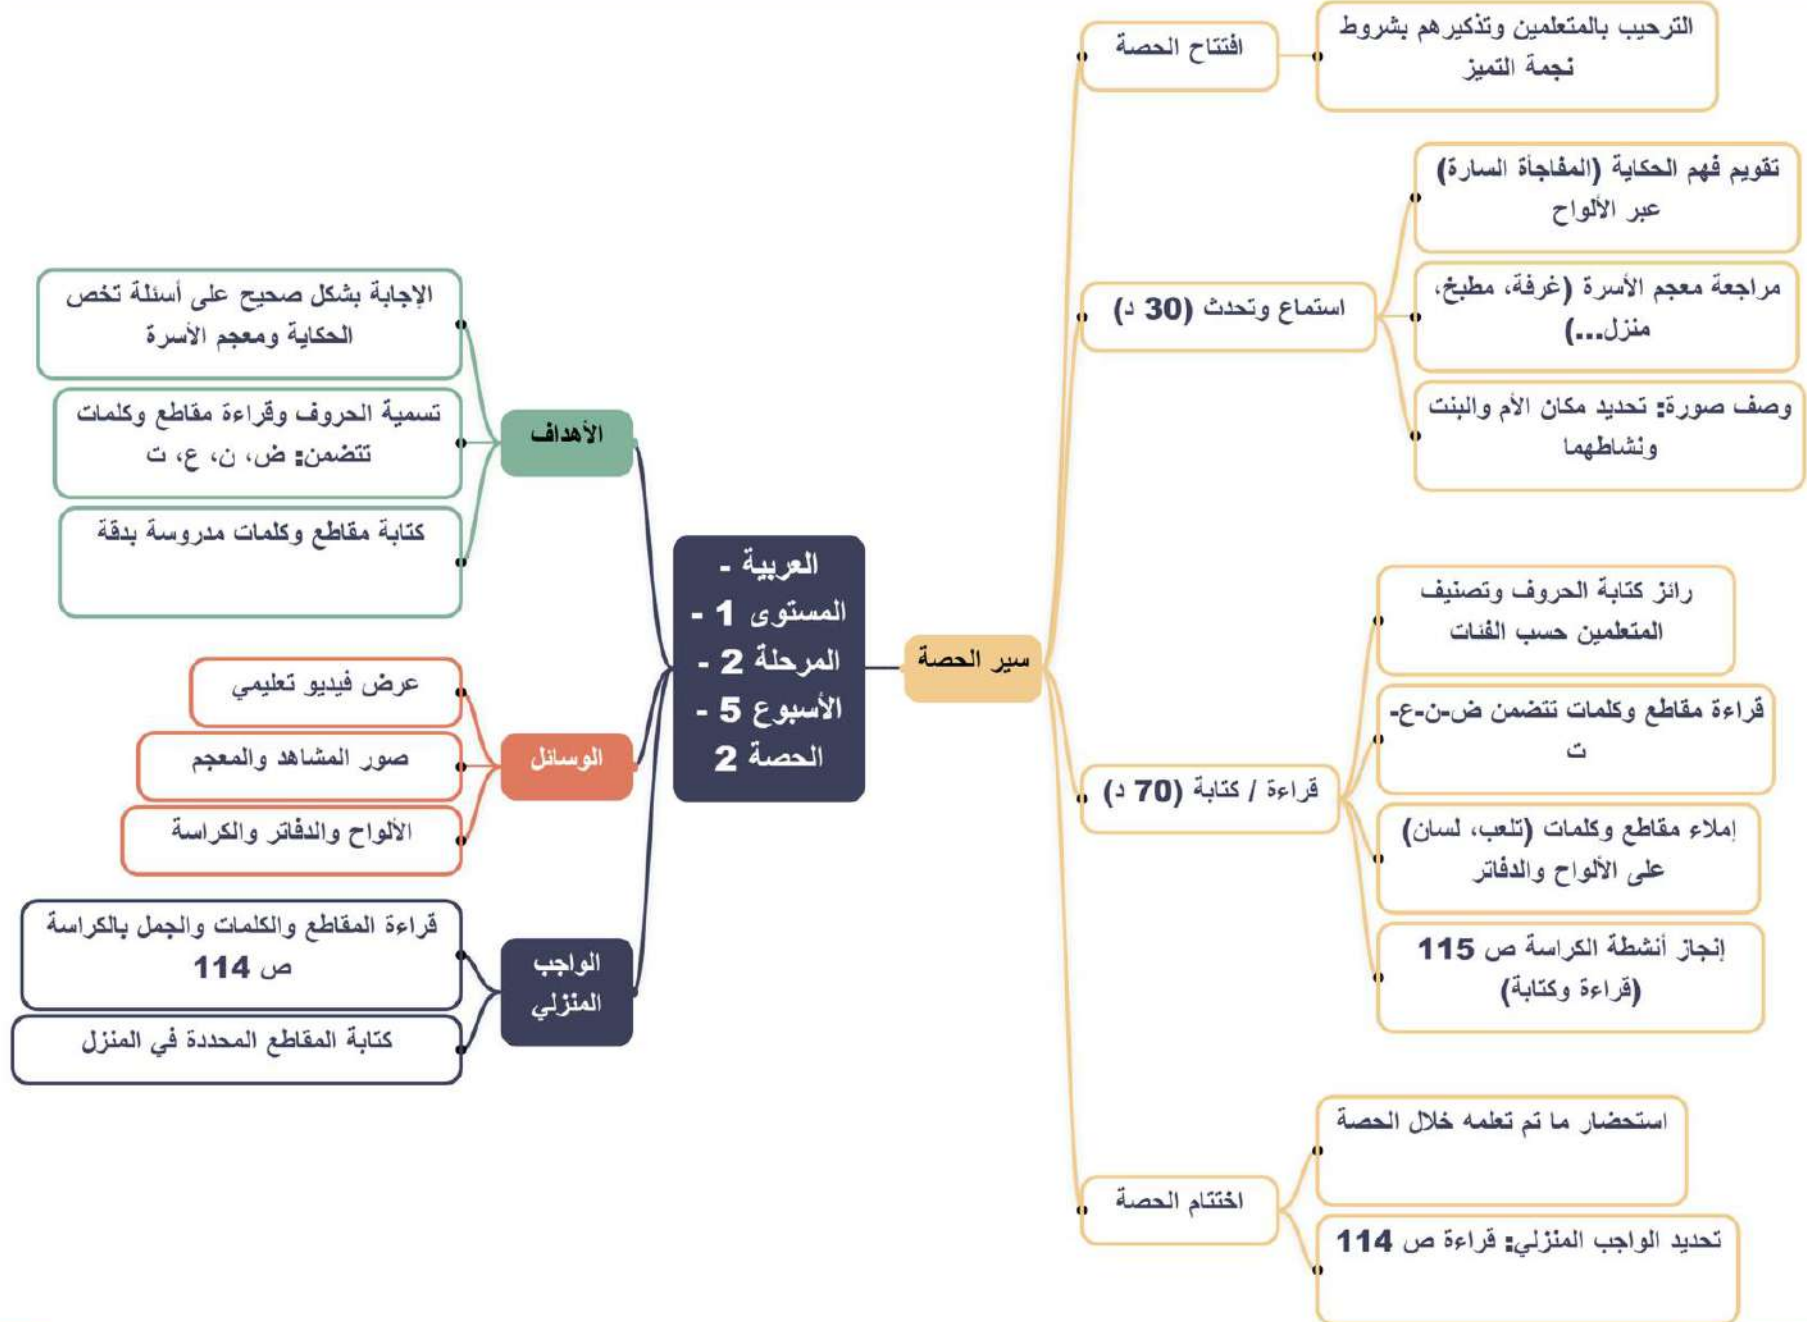 العربية -
المستوى 1 -
المرحلة 2 -
الأسبوع 5 -
الحصة 2
سير الحصة
افتتاح الحصة
الترحيب بالمتعلمين وتذكيرهم بشروط
نجمة التميز
استماع وتحدث (30 د)
تقويم فهم الحكاية (المفاجأة السارة)
عبر الألواح
مراجعة معجم الأسرة (غرفة، مطبخ،
منزل...)
وصف صورة: تحديد مكان الأم والبنت
ونشاطهما
قراءة / كتابة (70 د)
رائز كتابة الحروف وتصنيف
المتعلمين حسب الفئات
قراءة مقاطع وكلمات تتضمن ض-ن-ع-
ت
إملاء مقاطع وكلمات (تلعب، لسان)
على الألواح والدفاتر
إنجاز أنشطة الكراسة ص 115
(قراءة وكتابة)
اختتام الحصة
استحضار ما تم تعلمه خلال الحصة
تحديد الواجب المنزلي: قراءة ص 114
الأهداف
الإجابة بشكل صحيح على أسئلة تخص
الحكاية ومعجم الأسرة
تسمية الحروف وقراءة مقاطع وكلمات
تتضمن: ض، ن، ع، ت
كتابة مقاطع وكلمات مدروسة بدقة
الوسائل
عرض فيديو تعليمي
صور المشاهد والمعجم
الألواح والدفاتر والكراسة
الواجب
المنزلي
قراءة المقاطع والكلمات والجمل بالكراسة
ص 114
كتابة المقاطع المحددة في المنزل